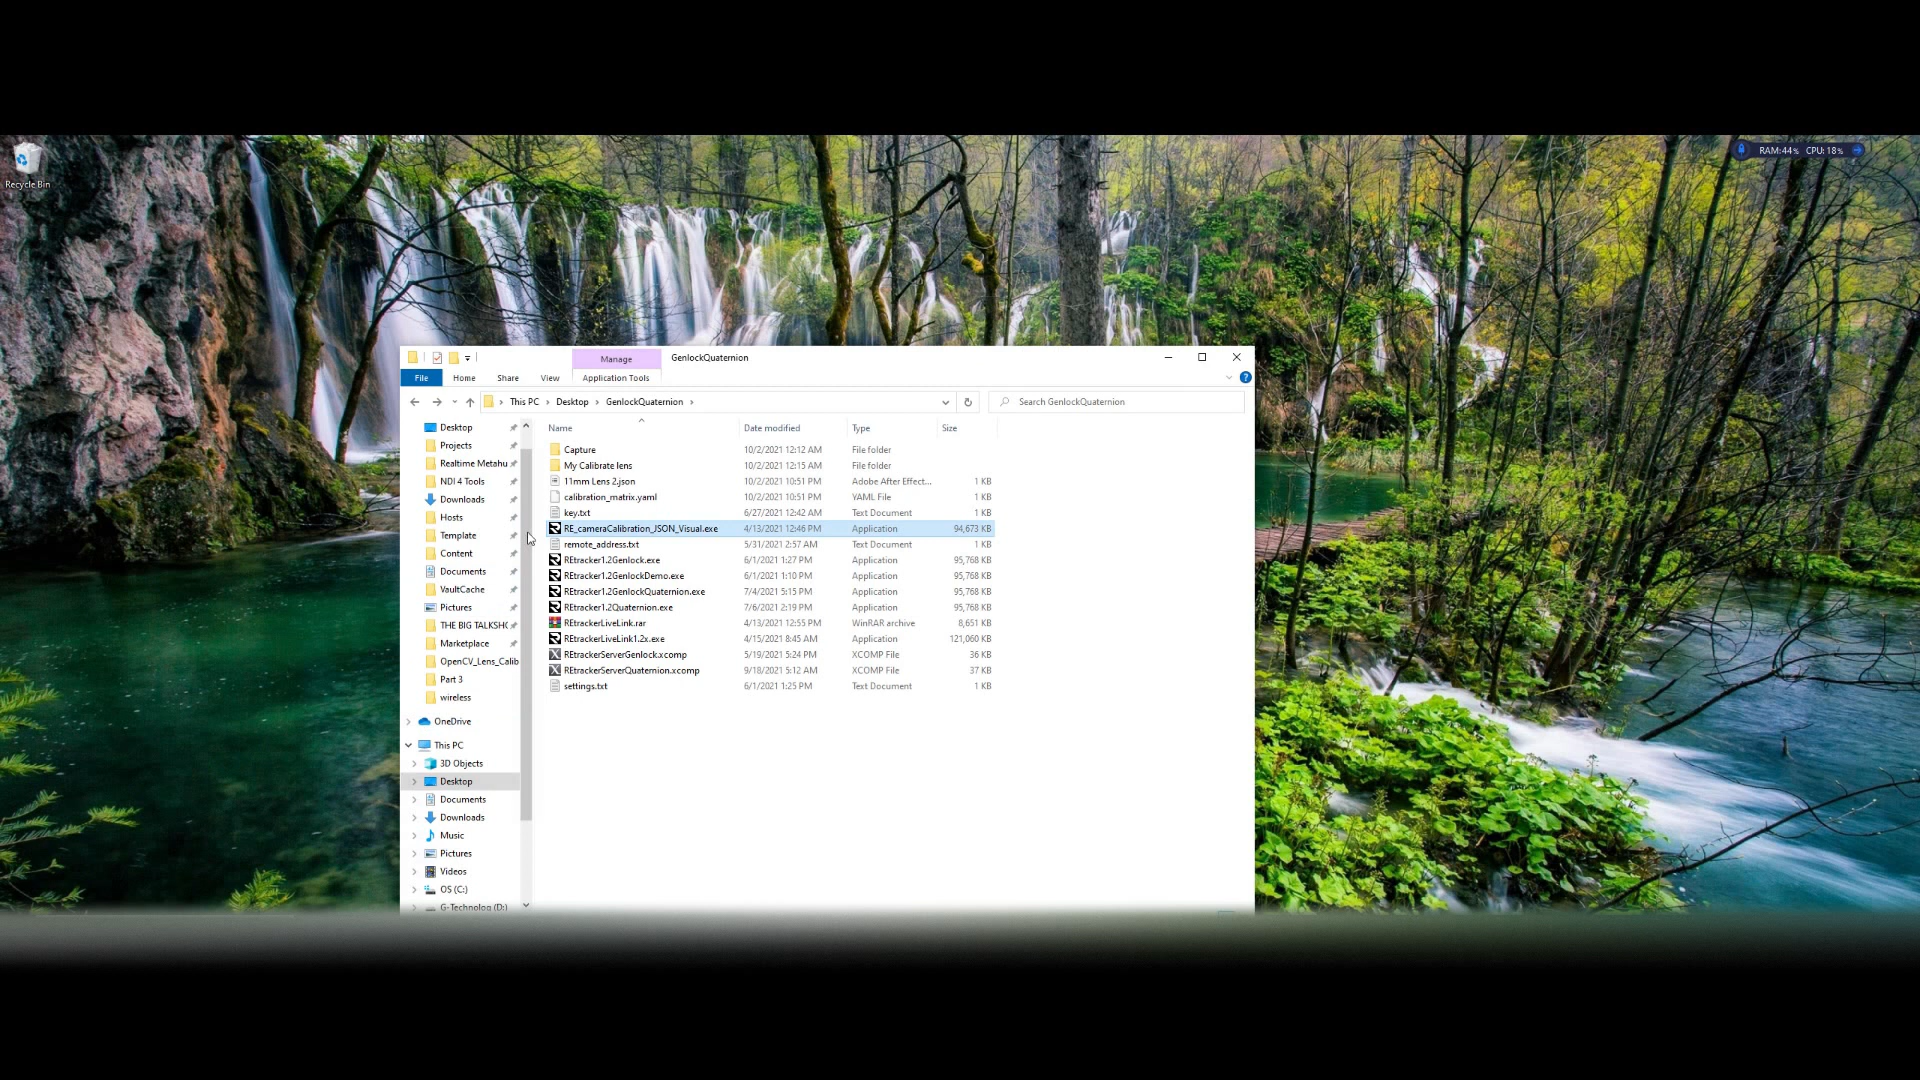 Recycle Bin
RAM:44% CPU: 18%
Manage GenlockQuaternion
File Home Share View Application Tools
This PC Desktop GenlockQuaternion Search GenlockQuaternion
Name Date modified Type Size
Desktop
Projects
Realtime Metahu
NDI 4 Tools
Downloads
Hosts
Template
Content
Documents
VaultCache
Pictures
THE BIG TALKSHO
Marketplace
OpenCV_Lens_Calib
Part 3
wireless
OneDrive
This PC
3D Objects
Desktop
Documents
Downloads
Music
Pictures
Videos
OS (C:)
G-Technolog (D:)
Capture 10/2/2021 12:12 AM File folder
My Calibrate lens 10/2/2021 12:15 AM File folder
11mm Lens 2.json 10/2/2021 10:51 PM Adobe After Effect... 1 KB
calibration_matrix.yaml 10/2/2021 10:51 PM YAML File 1 KB
key.txt 6/27/2021 12:42 AM Text Document 1 KB
RE_cameraCalibration_JSON_Visual.exe 4/13/2021 12:46 PM Application 94,673 KB
remote_address.txt 5/31/2021 2:57 AM Text Document 1 KB
REtracker1.2Genlock.exe 6/1/2021 1:27 PM Application 95,768 KB
REtracker1.2GenlockDemo.exe 6/1/2021 1:10 PM Application 95,768 KB
REtracker1.2GenlockQuaternion.exe 7/4/2021 5:15 PM Application 95,768 KB
REtracker1.2Quaternion.exe 7/6/2021 2:19 PM Application 95,768 KB
REtrackerLiveLink.rar 4/13/2021 12:55 PM WinRAR archive 8,651 KB
REtrackerLiveLink1.2x.exe 4/15/2021 8:45 AM Application 121,060 KB
REtrackerServerGenlock.xcomp 5/19/2021 5:24 PM XCOMP File 36 KB
REtrackerServerQuaternion.xcomp 9/18/2021 5:12 AM XCOMP File 37 KB
settings.txt 6/1/2021 1:25 PM Text Document 1 KB